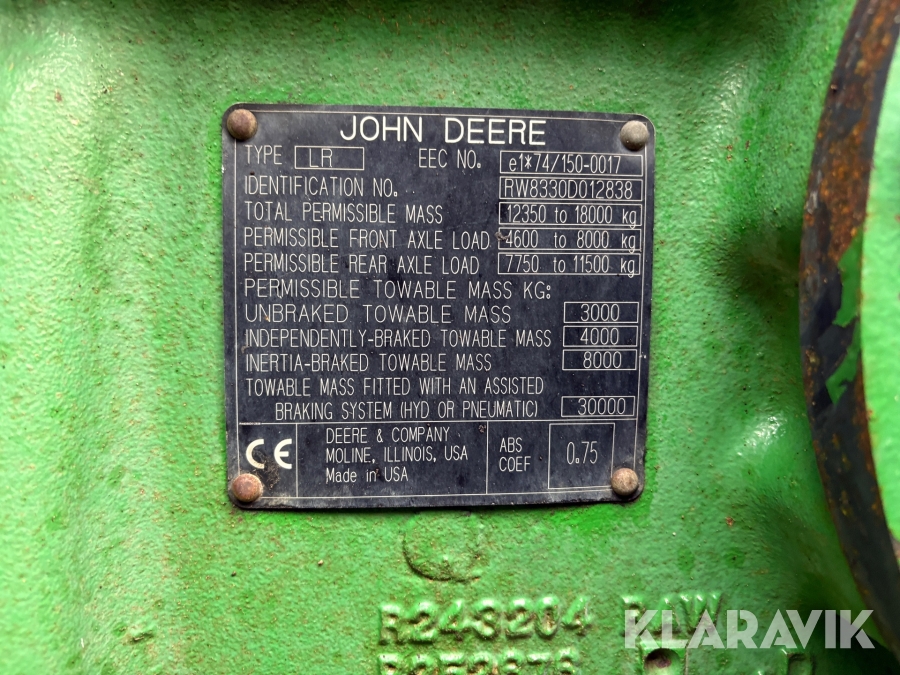 JOHN DEERE
TYPE LR EEC NO. e1*74/150-0017
IDENTIFICATION NO. RW8330D012838
TOTAL PERMISSIBLE MASS 12350 to 18000 kg
PERMISSIBLE FRONT AXLE LOAD 4600 to 8000 kg
PERMISSIBLE REAR AXLE LOAD 7750 to 11500 kg
PERMISSIBLE TOWABLE MASS KG:
UNBRAKED TOWABLE MASS 3000
INDEPENDENTLY-BRAKED TOWABLE MASS 4000
INERTIA-BRAKED TOWABLE MASS 8000
TOWABLE MASS FITTED WITH AN ASSISTED
BRAKING SYSTEM (HYD OR PNEUMATIC) 30000
CE
DEERE & COMPANY
MOLINE, ILLINOIS, USA
Made in USA
ABS
COEF
0.75
R243204
KLARAVIK